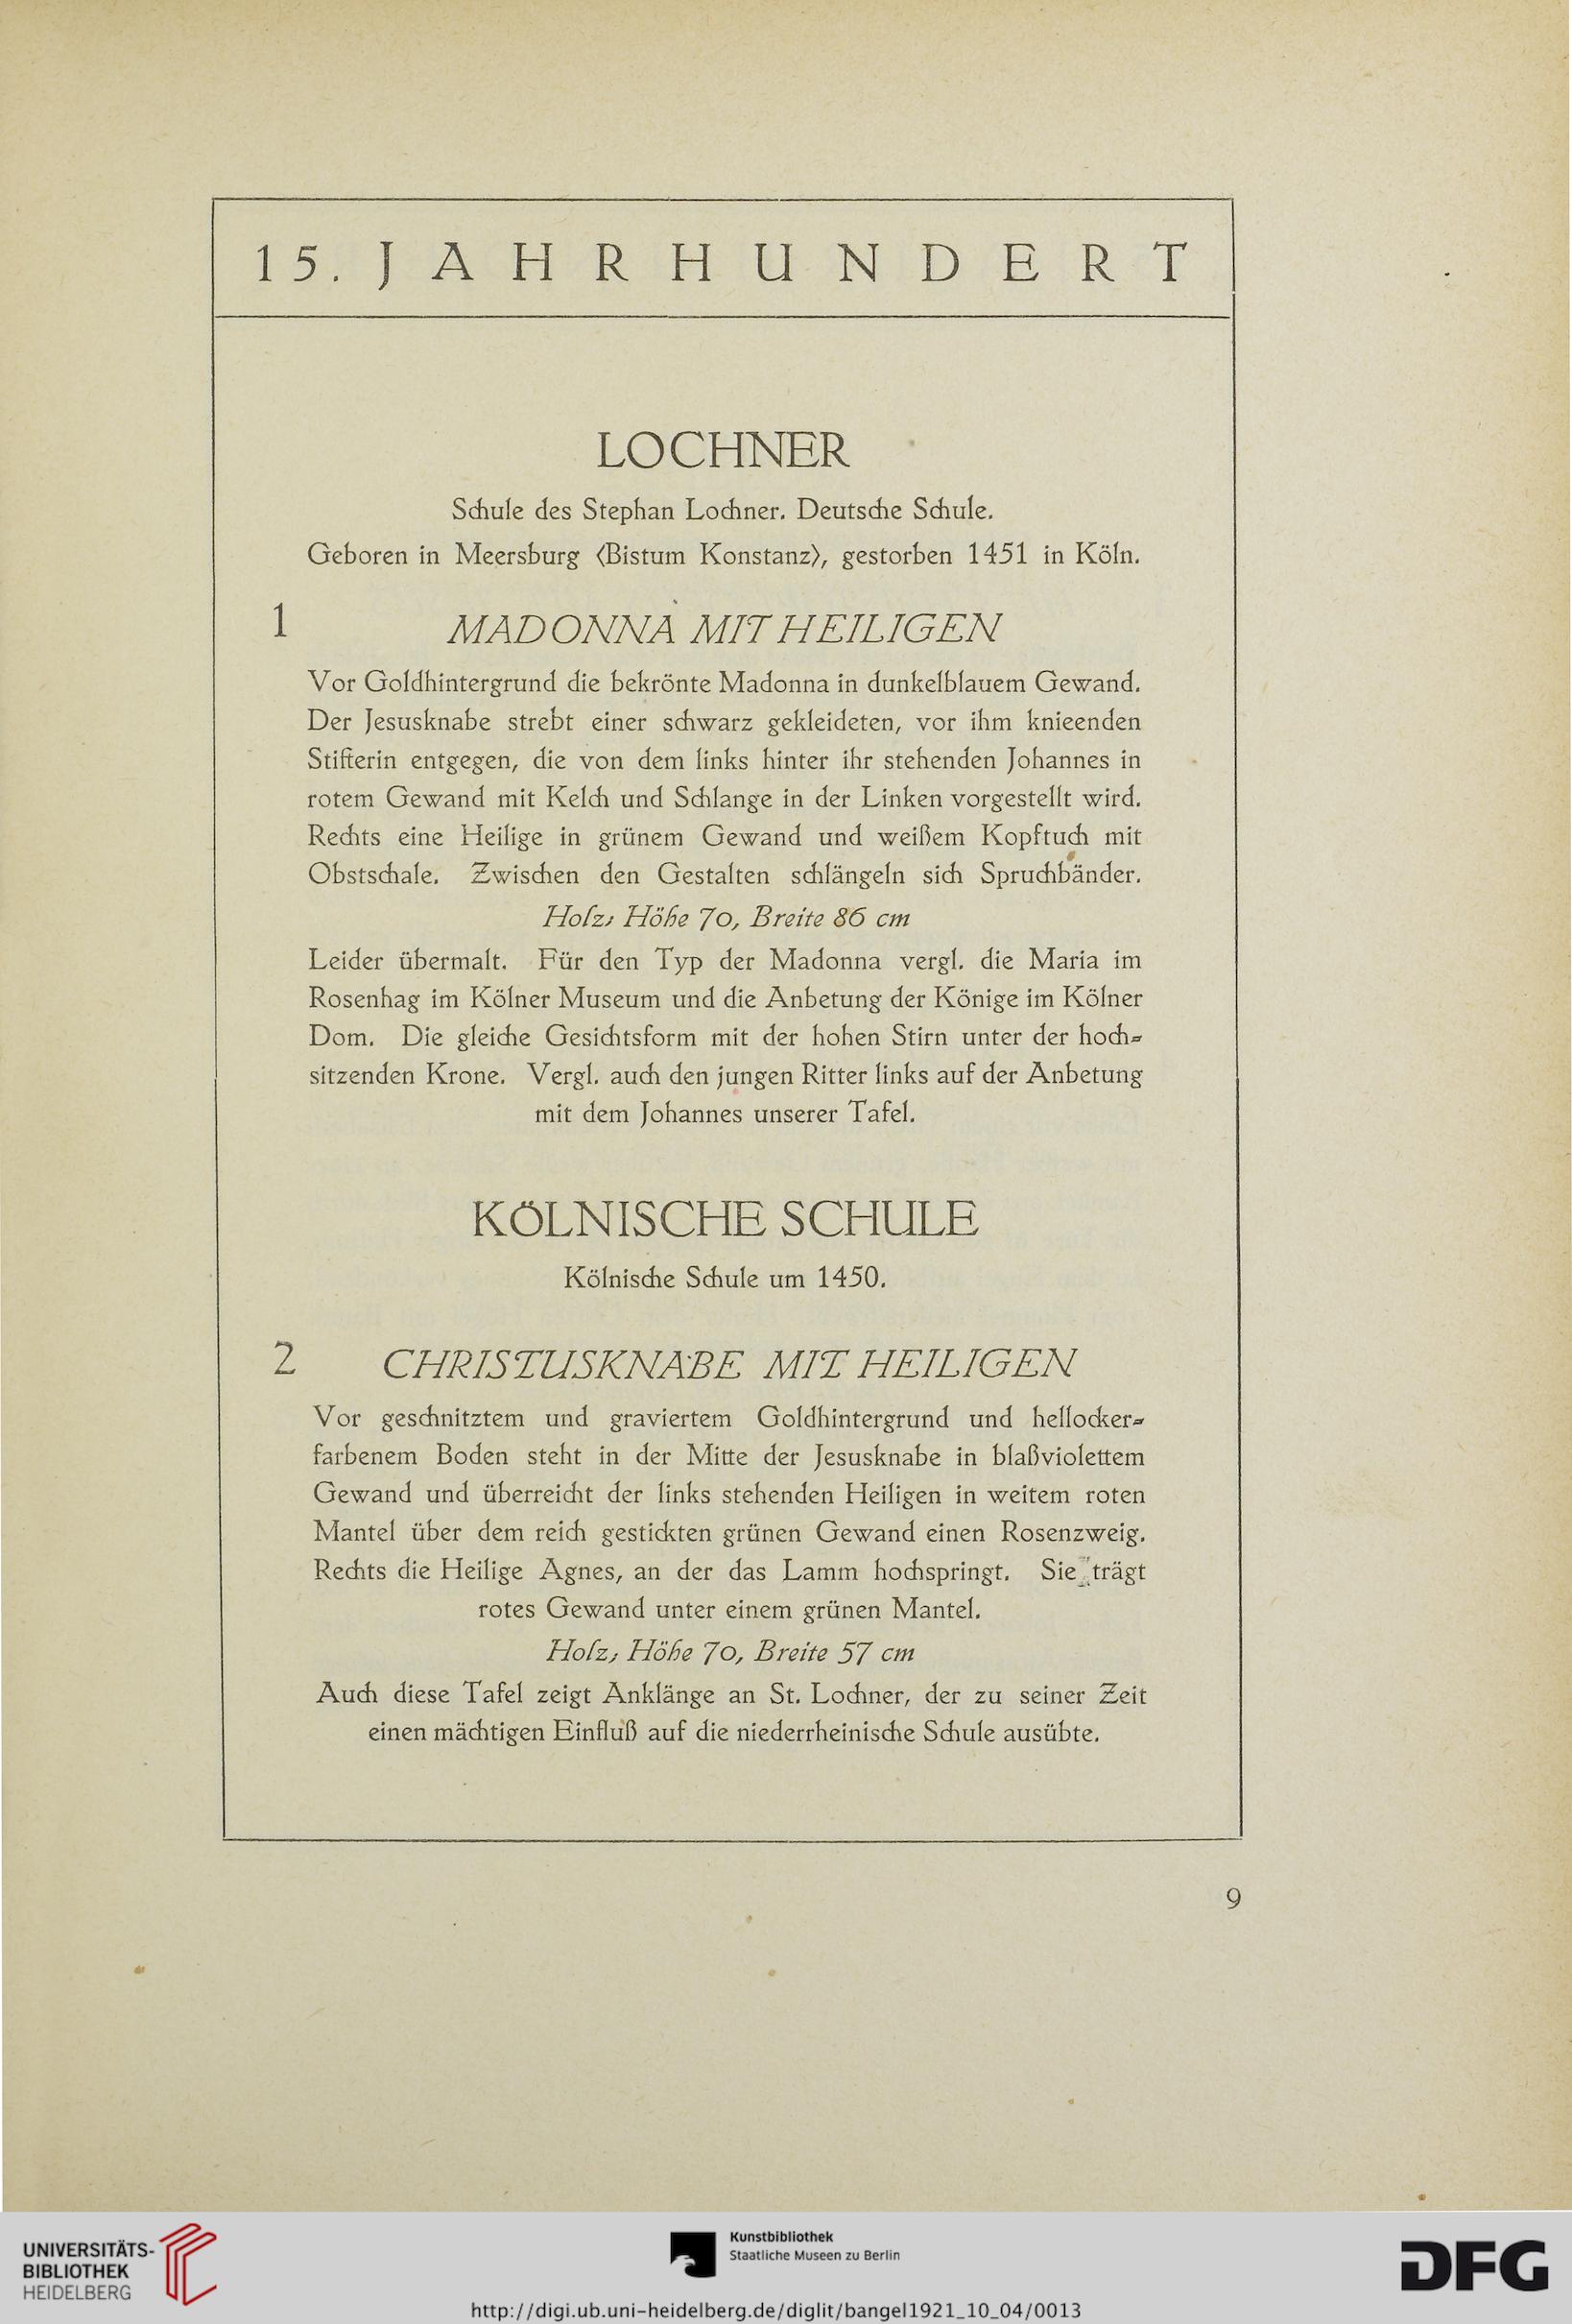 15. JAHRHUNDERT
LOCHNER
Schule des Stephan Lochner. Deutsche Schule.
Geboren in Meersburg <Bistum Konstanz>, gestorben 1451 in Köln.
1 MADONNA MIT HEILIGEN
Vor Goldhintergrund die bekrönte Madonna in dunkelblauem Gewand.
Der Jesusknabe strebt einer schwarz gekleideten, vor ihm knieenden
Stifterin entgegen, die von dem links hinter ihr stehenden Johannes in
rotem Gewand mit Kelch und Schlange in der Linken vorgestellt wird.
Rechts eine Heilige in grünem Gewand und weißem Kopftuch mit
Obstschale. Zwischen den Gestalten schlängeln sich Spruchbänder.
Holz; Höhe 70, Breite 86 cm
Leider übermalt. Für den Typ der Madonna vergl. die Maria im
Rosenhag im Kölner Museum und die Anbetung der Könige im Kölner
Dom. Die gleiche Gesichtsform mit der hohen Stirn unter der hoch-
sitzenden Krone. Vergl. auch den jungen Ritter links auf der Anbetung
mit dem Johannes unserer Tafel.
KÖLNISCHE SCHULE
Kölnische Schule um 1450.
2 CHRISTUSKNABE MIT HEILIGEN
Vor geschnitztem und graviertem Goldhintergrund und hellocker-
farbenem Boden steht in der Mitte der Jesusknabe in blaßviolettem
Gewand und überreicht der links stehenden Heiligen in weitem roten
Mantel über dem reich gestickten grünen Gewand einen Rosenzweig.
Rechts die Heilige Agnes, an der das Lamm hochspringt. Sie trägt
rotes Gewand unter einem grünen Mantel.
Holz; Höhe 70, Breite 57 cm
Auch diese Tafel zeigt Anklänge an St. Lochner, der zu seiner Zeit
einen mächtigen Einfluß auf die niederrheinische Schule ausübte.
9
UNIVERSITÄTS-
BIBLIOTHEK
HEIDELBERG
Kunstbibliothek
Staatliche Museen zu Berlin
DFG
http://digi.ub.uni-heidelberg.de/diglit/bangel1921_10_04/0013